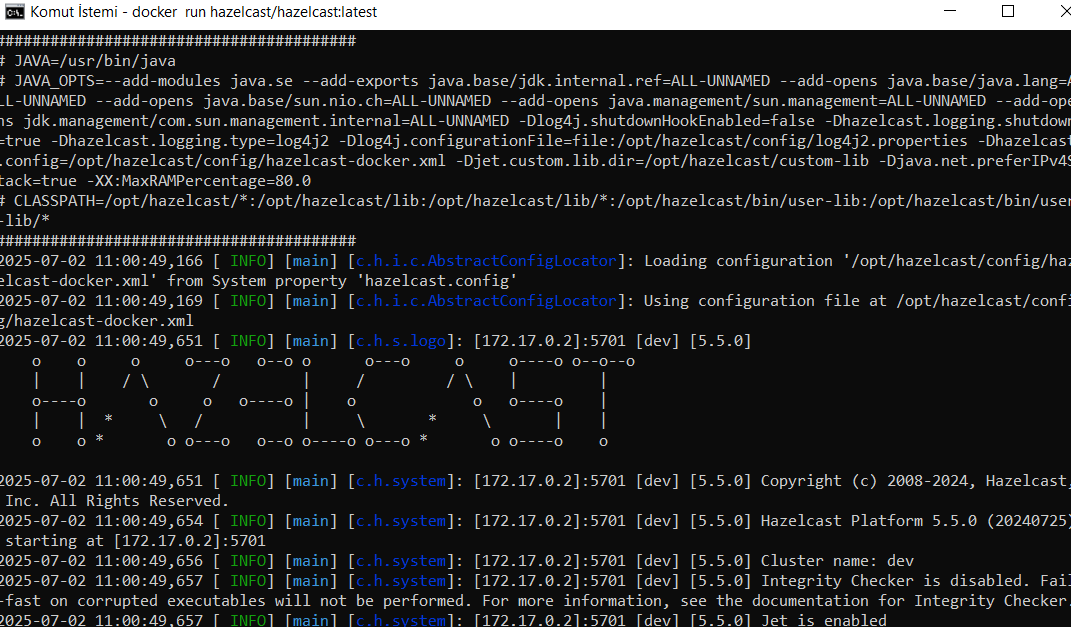 Komut İstemi - docker  run hazelcast/hazelcast:latest
########################################
# JAVA=/usr/bin/java
# JAVA_OPTS=--add-modules java.se --add-exports java.base/jdk.internal.ref=ALL-UNNAMED --add-opens java.base/java.lang=A
LL-UNNAMED --add-opens java.base/sun.nio.ch=ALL-UNNAMED --add-opens java.management/sun.management=ALL-UNNAMED --add-ope
ns jdk.management/com.sun.management.internal=ALL-UNNAMED -Dlog4j.shutdownHookEnabled=false -Dhazelcast.logging.shutdown
=true -Dhazelcast.logging.type=log4j2 -Dlog4j.configurationFile=file:/opt/hazelcast/config/log4j2.properties -Dhazelcast
.config=/opt/hazelcast/config/hazelcast-docker.xml -Djet.custom.lib.dir=/opt/hazelcast/custom-lib -Djava.net.preferIPv4S
tack=true -XX:MaxRAMPercentage=80.0
# CLASSPATH=/opt/hazelcast/*:/opt/hazelcast/lib:/opt/hazelcast/lib/*:/opt/hazelcast/bin/user-lib:/opt/hazelcast/bin/user
-lib/*
########################################
2025-07-02 11:00:49,166 [ INFO] [main] [c.h.i.c.AbstractConfigLocator]: Loading configuration '/opt/hazelcast/config/haz
elcast-docker.xml' from System property 'hazelcast.config'
2025-07-02 11:00:49,169 [ INFO] [main] [c.h.i.c.AbstractConfigLocator]: Using configuration file at /opt/hazelcast/confi
g/hazelcast-docker.xml
2025-07-02 11:00:49,651 [ INFO] [main] [c.h.s.logo]: [172.17.0.2]:5701 [dev] [5.5.0]
    o    o     o     o---o   o--o o      o---o     o     o----o o--o--o
    |    |    / \       /         |     /         / \    |         |
    o----o       o     o   o----o |    o             o   o----o    |
    |    |  *     \   /           |     \       *     \       |    |
    o    o *       o o---o   o--o o----o o---o *       o o----o    o
2025-07-02 11:00:49,651 [ INFO] [main] [c.h.system]: [172.17.0.2]:5701 [dev] [5.5.0] Copyright (c) 2008-2024, Hazelcast,
 Inc. All Rights Reserved.
2025-07-02 11:00:49,654 [ INFO] [main] [c.h.system]: [172.17.0.2]:5701 [dev] [5.5.0] Hazelcast Platform 5.5.0 (20240725)
 starting at [172.17.0.2]:5701
2025-07-02 11:00:49,656 [ INFO] [main] [c.h.system]: [172.17.0.2]:5701 [dev] [5.5.0] Cluster name: dev
2025-07-02 11:00:49,657 [ INFO] [main] [c.h.system]: [172.17.0.2]:5701 [dev] [5.5.0] Integrity Checker is disabled. Fail
-fast on corrupted executables will not be performed. For more information, see the documentation for Integrity Checker.
2025-07-02 11:00:49,657 [ INFO] [main] [c.h.system]: [172.17.0.2]:5701 [dev] [5.5.0] Jet is enabled